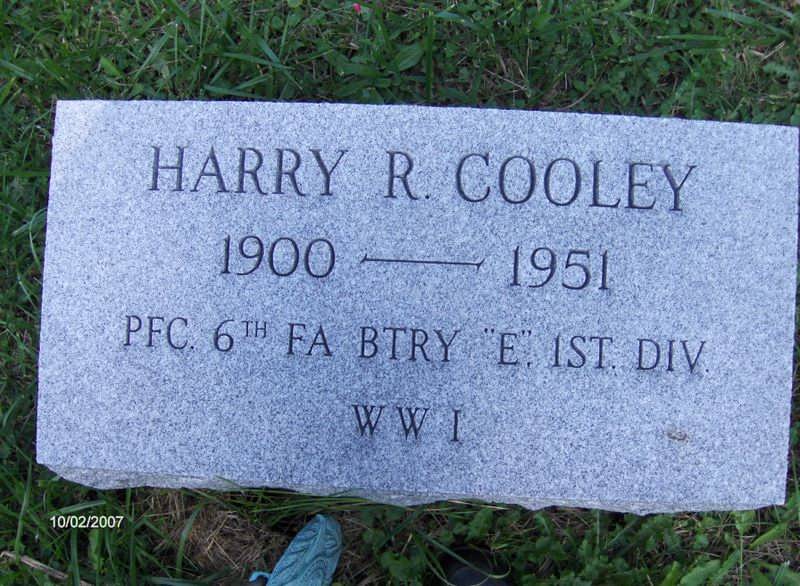 HARRY R. COOLEY
1900 — 1951
PFC. 6TH FA BTRY "E". 1ST. DIV.
WW I
10/02/2007